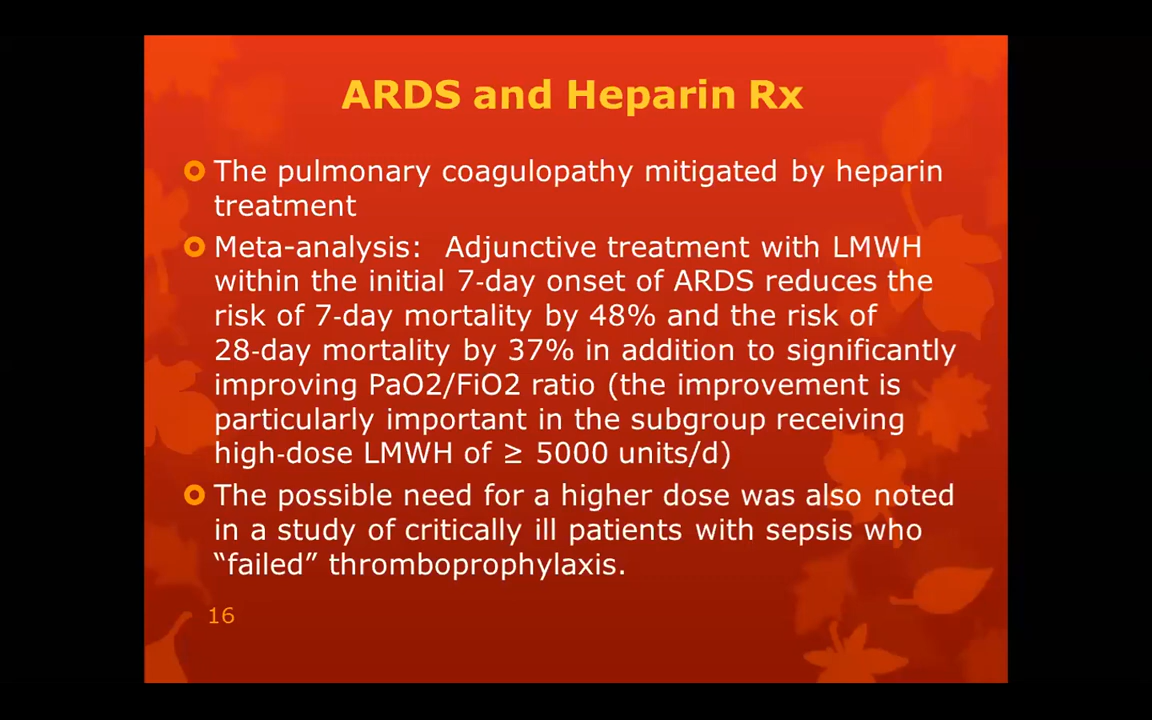 ARDS and Heparin Rx
The pulmonary coagulopathy mitigated by heparin
treatment
Meta-analysis:  Adjunctive treatment with LMWH
within the initial 7-day onset of ARDS reduces the
risk of 7-day mortality by 48% and the risk of
28-day mortality by 37% in addition to significantly
improving PaO2/FiO2 ratio (the improvement is
particularly important in the subgroup receiving
high-dose LMWH of ≥ 5000 units/d)
The possible need for a higher dose was also noted
in a study of critically ill patients with sepsis who
“failed” thromboprophylaxis.
16